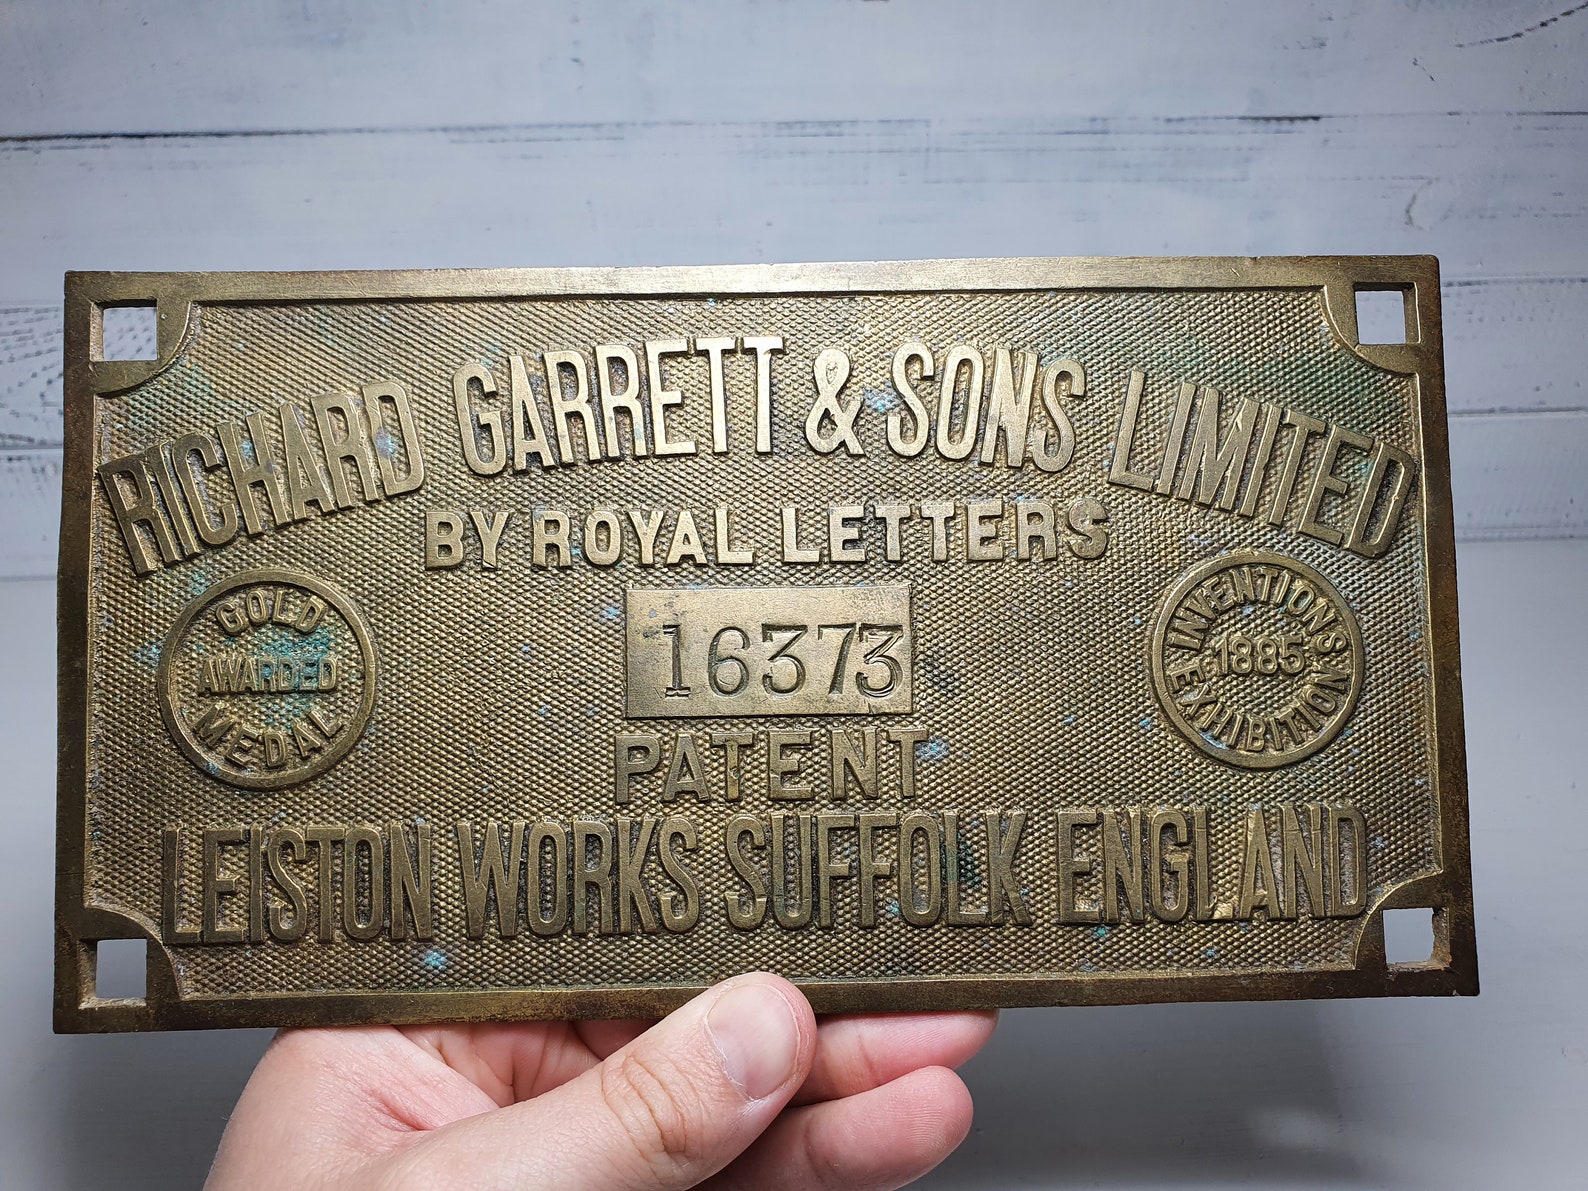 RICHARD GARRETT & SONS LIMITED
BY ROYAL LETTERS
GOLD
AWARDED
MEDAL
16373
INVENTIONS
1885
EXHIBITION
PATENT
LEISTON WORKS SUFFOLK ENGLAND